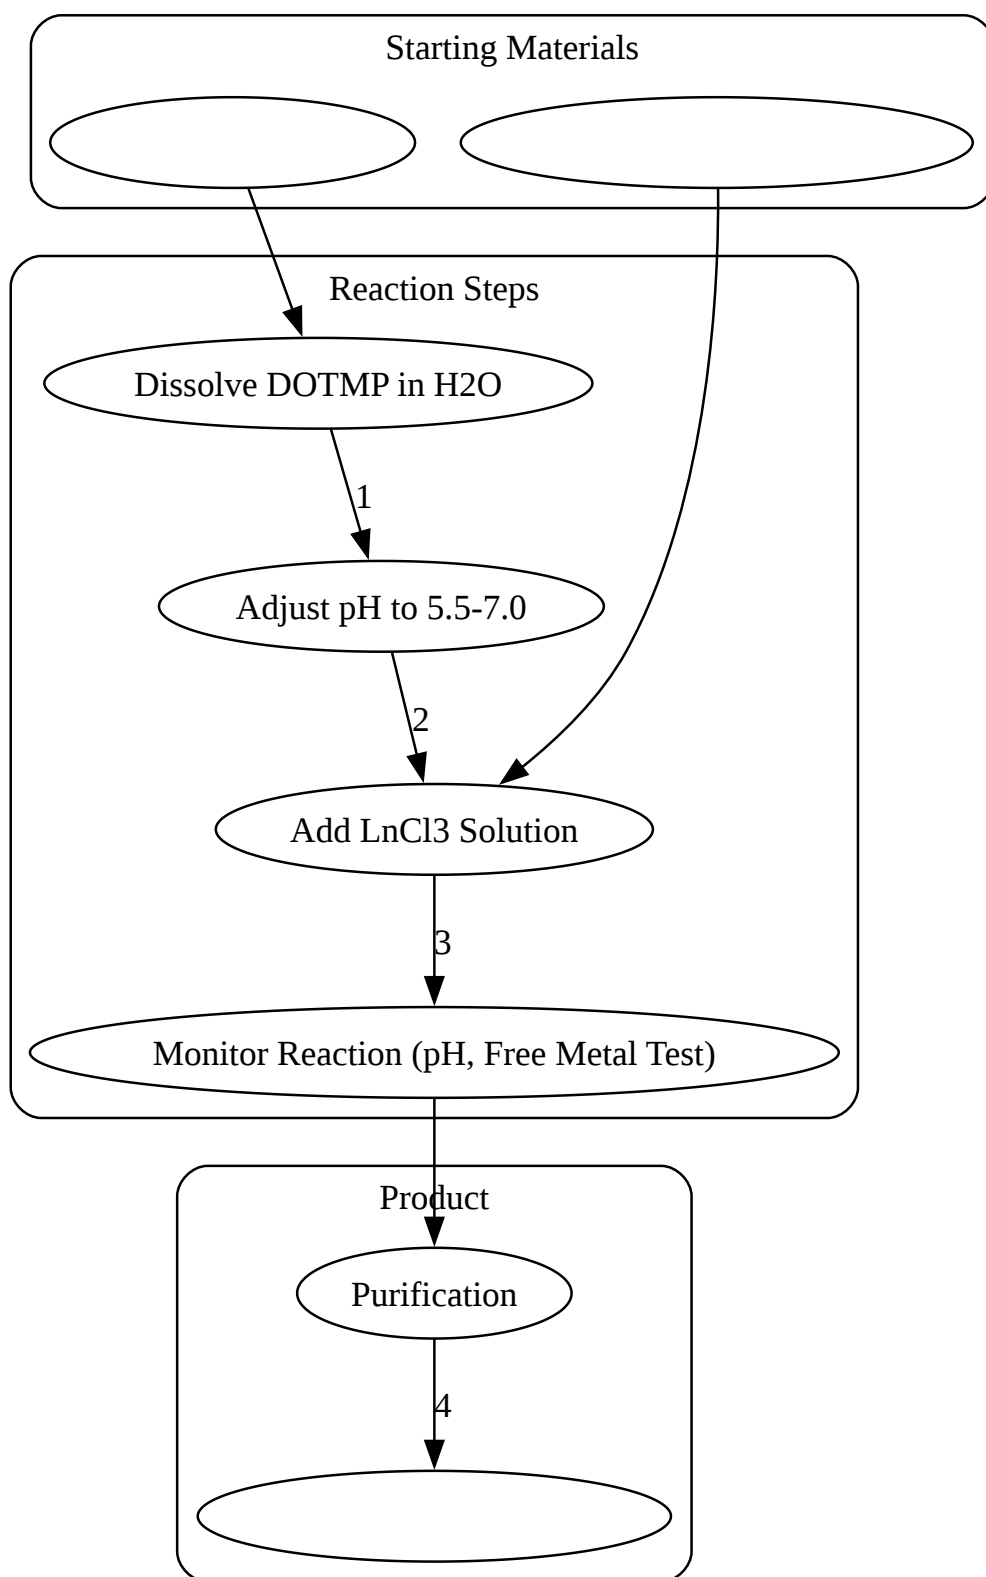 Starting Materials
Reaction Steps
Dissolve DOTMP in H2O
1
Adjust pH to 5.5-7.0
2
Add LnCl3 Solution
3
Monitor Reaction (pH, Free Metal Test)
Product
Purification
4